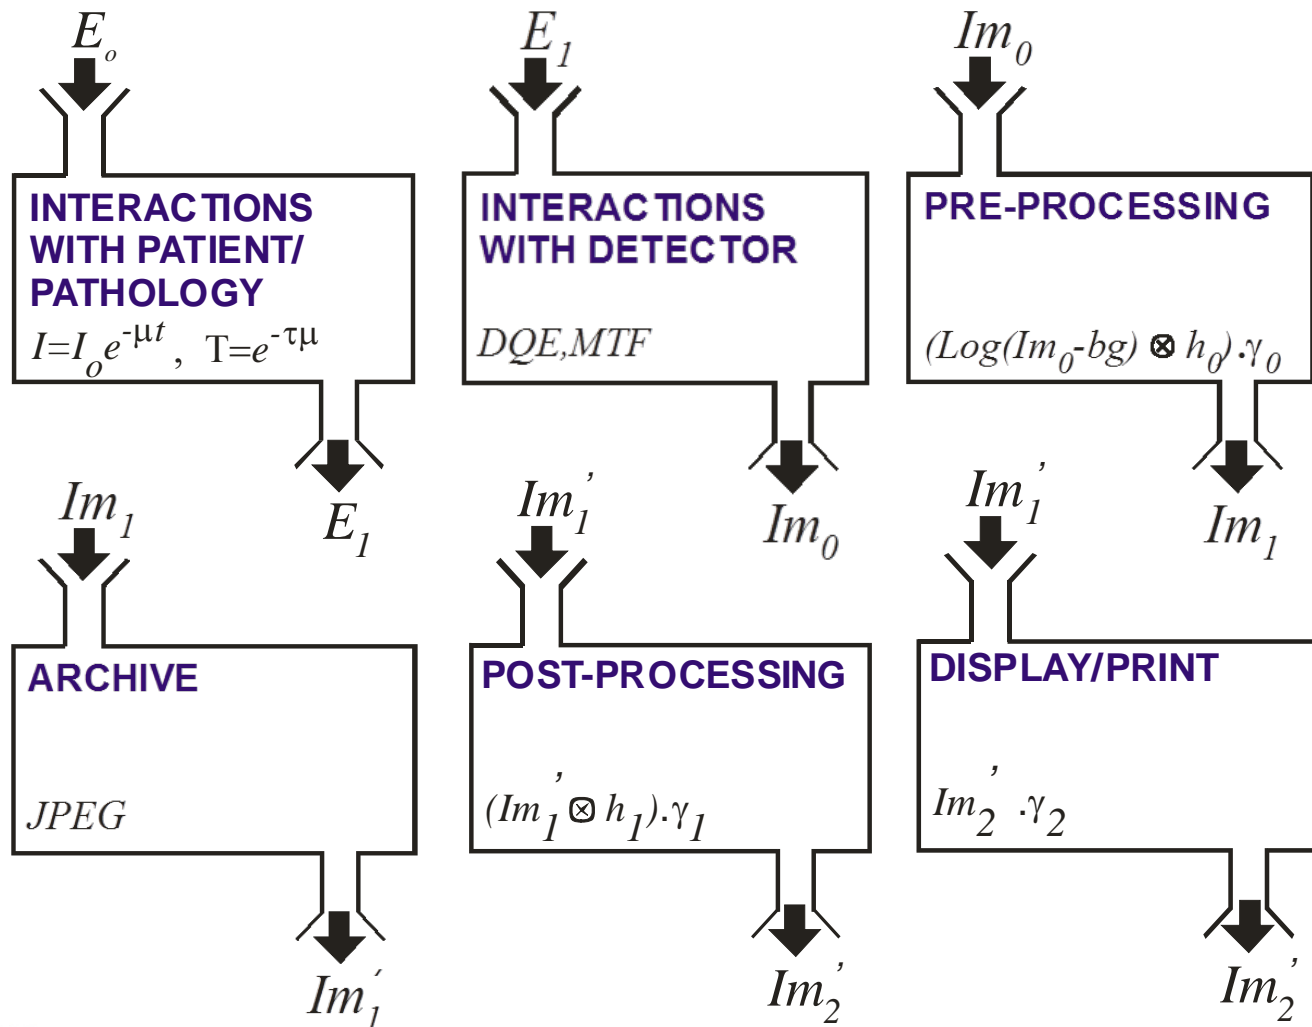 Eₒ
INTERACTIONS
WITH PATIENT/
PATHOLOGY
I=Iₒe^-μt , T=e^-τμ
E₁
E₁
INTERACTIONS
WITH DETECTOR
DQE,MTF
Im₀
Im₀
PRE-PROCESSING
(Log(Im₀-bg) ⊗ h₀).γ₀
Im₁
Im₁
ARCHIVE
JPEG
Im₁'
Im₁'
POST-PROCESSING
(Im₁' ⊗ h₁).γ₁
Im₂'
Im₁'
DISPLAY/PRINT
Im₂' .γ₂
Im₂'